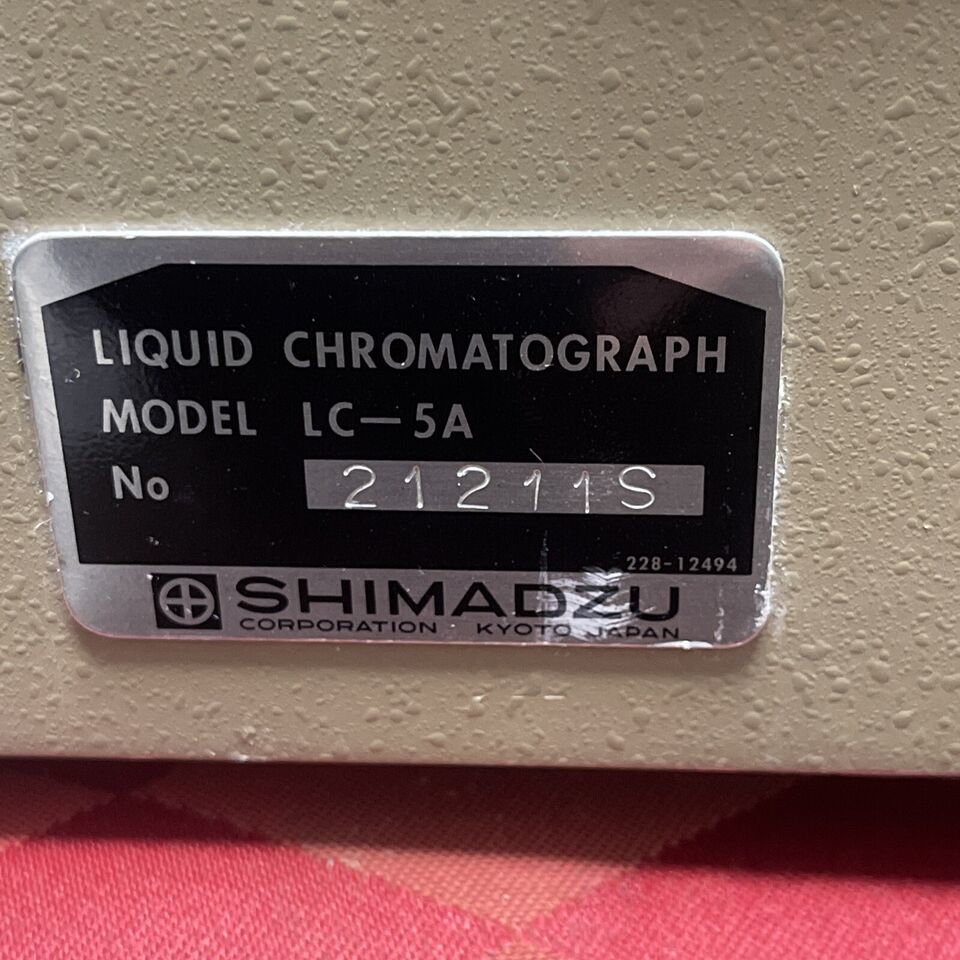 LIQUID CHROMATOGRAPH
MODEL LC-5A
No 21211S
228-12494
SHIMADZU
CORPORATION KYOTO JAPAN